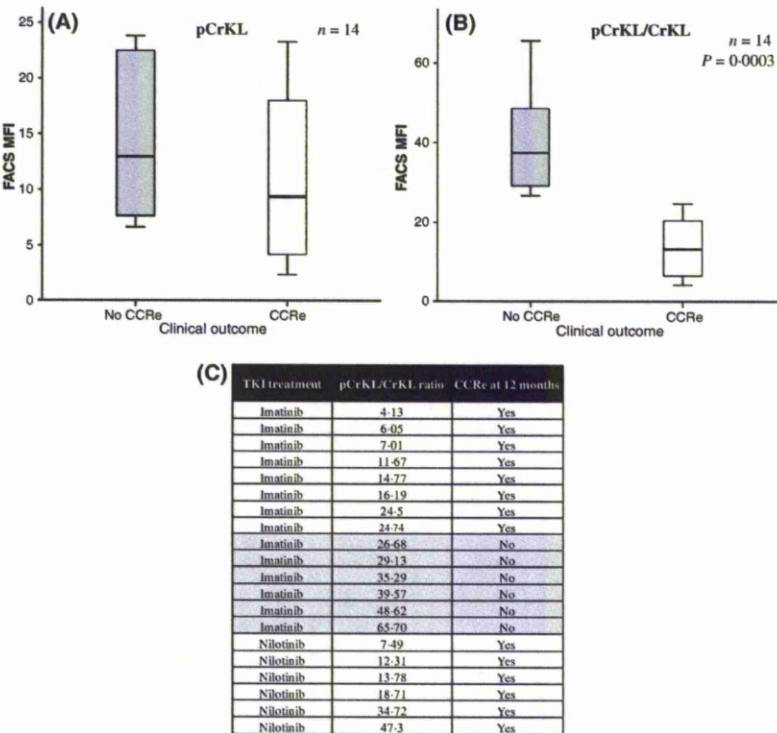 (A)
pCrKL
n = 14
25
20
15
10
5
0
FACS MFI
No CCRe
CCRe
Clinical outcome
(B)
pCrKL/CrKL
n = 14
P = 0·0003
60
40
20
0
FACS MFI
No CCRe
CCRe
Clinical outcome
(C)
TKI treatment pCrKL/CrKL ratio CCRe at 12 months
Imatinib 4·13 Yes
Imatinib 6·05 Yes
Imatinib 7·01 Yes
Imatinib 11·67 Yes
Imatinib 14·77 Yes
Imatinib 16·19 Yes
Imatinib 24·5 Yes
Imatinib 24·74 Yes
Imatinib 26·68 No
Imatinib 29·13 No
Imatinib 35·29 No
Imatinib 39·57 No
Imatinib 48·62 No
Imatinib 65·70 No
Nilotinib 7·49 Yes
Nilotinib 12·31 Yes
Nilotinib 13·78 Yes
Nilotinib 18·71 Yes
Nilotinib 34·72 Yes
Nilotinib 47·3 Yes